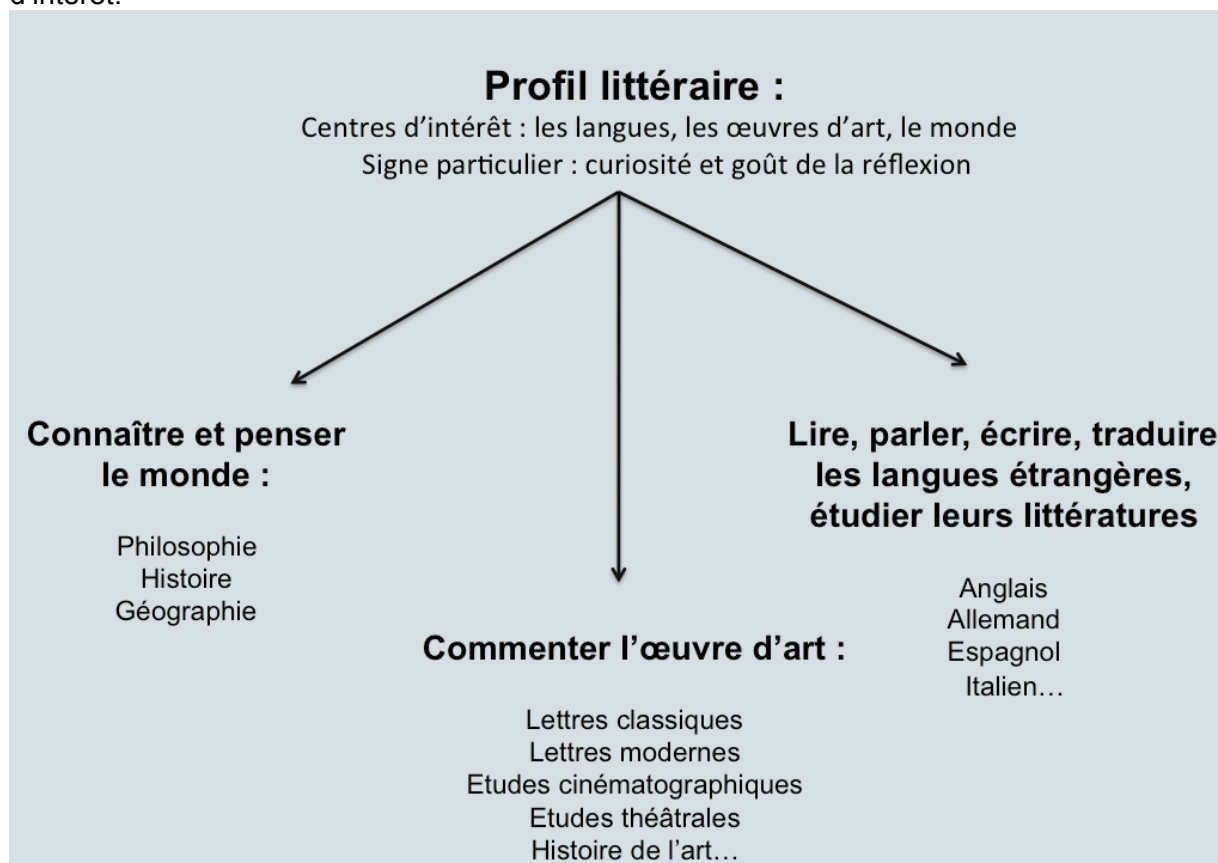 d'intérêt.
Profil littéraire :
Centres d’intérêt : les langues, les œuvres d’art, le monde
Signe particulier : curiosité et goût de la réflexion
Connaître et penser
le monde :
Philosophie
Histoire
Géographie
Commenter l’œuvre d’art :
Lettres classiques
Lettres modernes
Etudes cinématographiques
Etudes théâtrales
Histoire de l’art…
Lire, parler, écrire, traduire
les langues étrangères,
étudier leurs littératures
Anglais
Allemand
Espagnol
Italien…